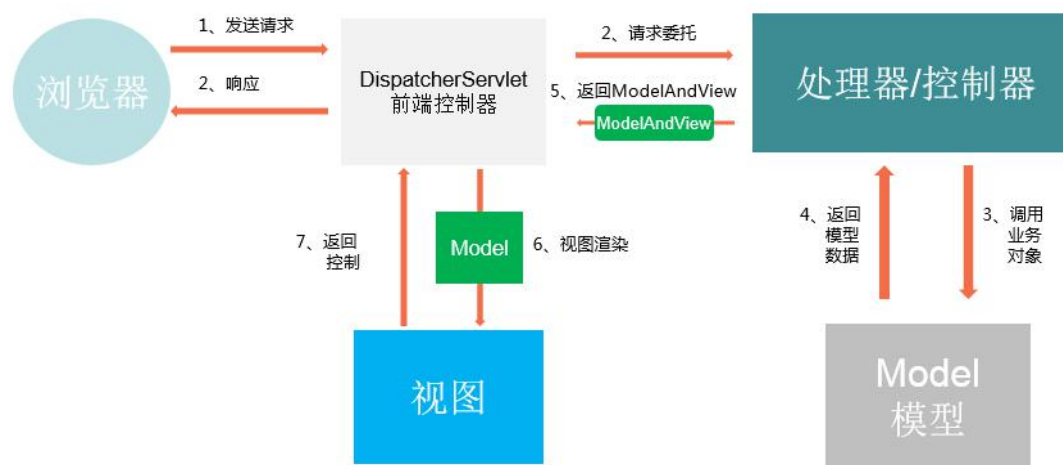 1、发送请求
2、响应
浏览器
DispatcherServlet
前端控制器
2、请求委托
5、返回ModelAndView
ModelAndView
处理器/控制器
7、返回
控制
Model
6、视图渲染
4、返回
模型
数据
3、调用
业务
对象
视图
Model
模型